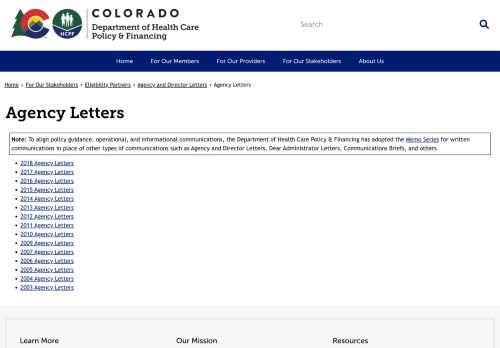 CO
HCPF
COLORADO
Department of Health Care
Policy & Financing
Search
Home
For Our Members
For Our Providers
For Our Stakeholders
About Us
Home › For Our Stakeholders › Eligibility Partners › Agency and Director Letters › Agency Letters
Agency Letters
Note: To align policy guidance, operational, and informational communications, the Department of Health Care Policy & Financing has adopted the Memo Series for written
communications in place of other types of communications such as Agency and Director Letters, Dear Administrator Letters, Communications Briefs, and others.
• 2018 Agency Letters
• 2017 Agency Letters
• 2016 Agency Letters
• 2015 Agency Letters
• 2014 Agency Letters
• 2013 Agency Letters
• 2012 Agency Letters
• 2011 Agency Letters
• 2010 Agency Letters
• 2009 Agency Letters
• 2007 Agency Letters
• 2006 Agency Letters
• 2005 Agency Letters
• 2004 Agency Letters
• 2003 Agency Letters
Learn More
Our Mission
Resources